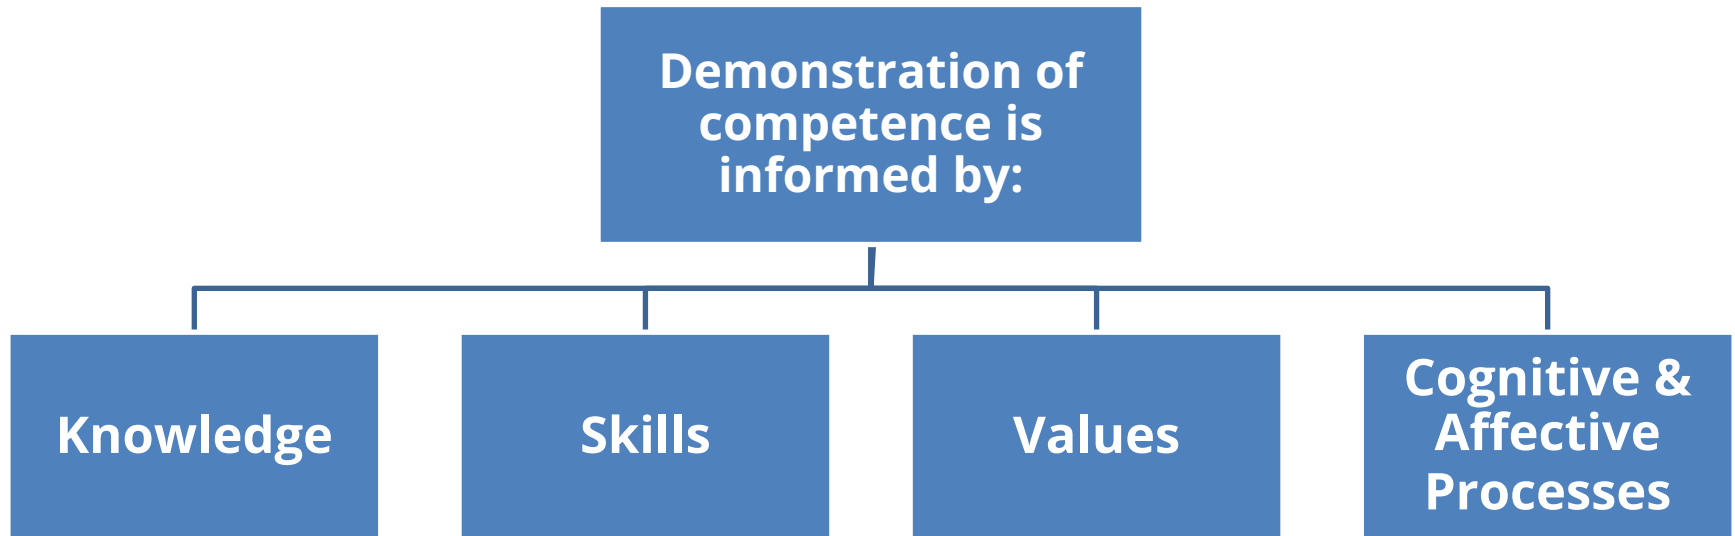 Demonstration of
competence is
informed by:
Knowledge
Skills
Values
Cognitive &
Affective
Processes